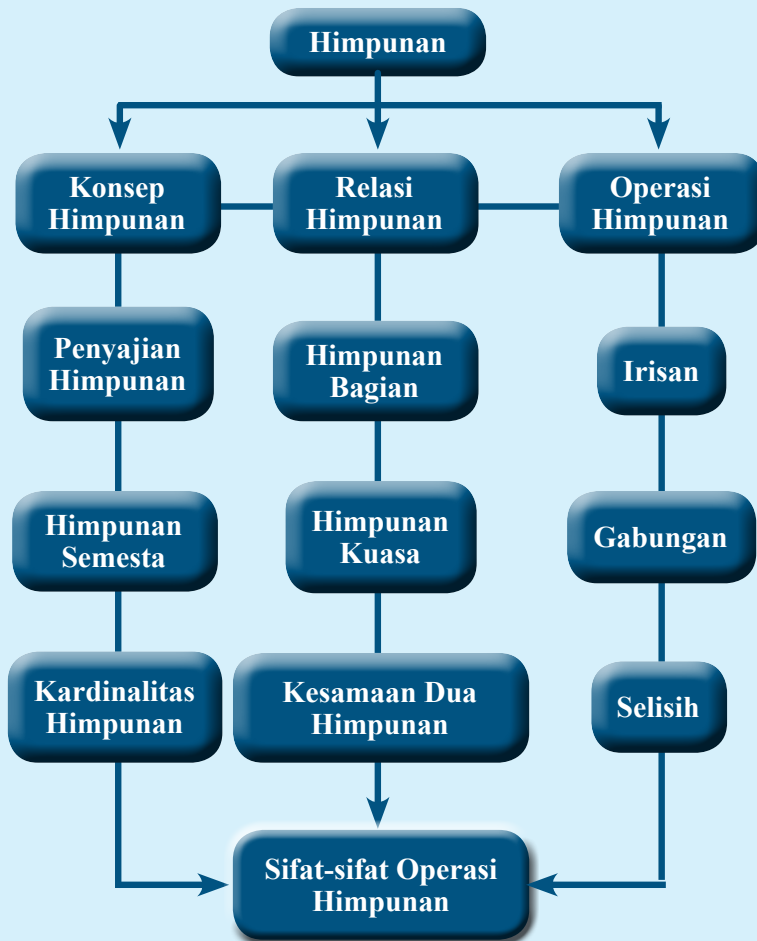 Himpunan
Konsep
Himpunan
Relasi
Himpunan
Operasi
Himpunan
Penyajian
Himpunan
Himpunan
Bagian
Irisan
Himpunan
Semesta
Himpunan
Kuasa
Gabungan
Kardinalitas
Himpunan
Kesamaan Dua
Himpunan
Selisih
Sifat-sifat Operasi
Himpunan